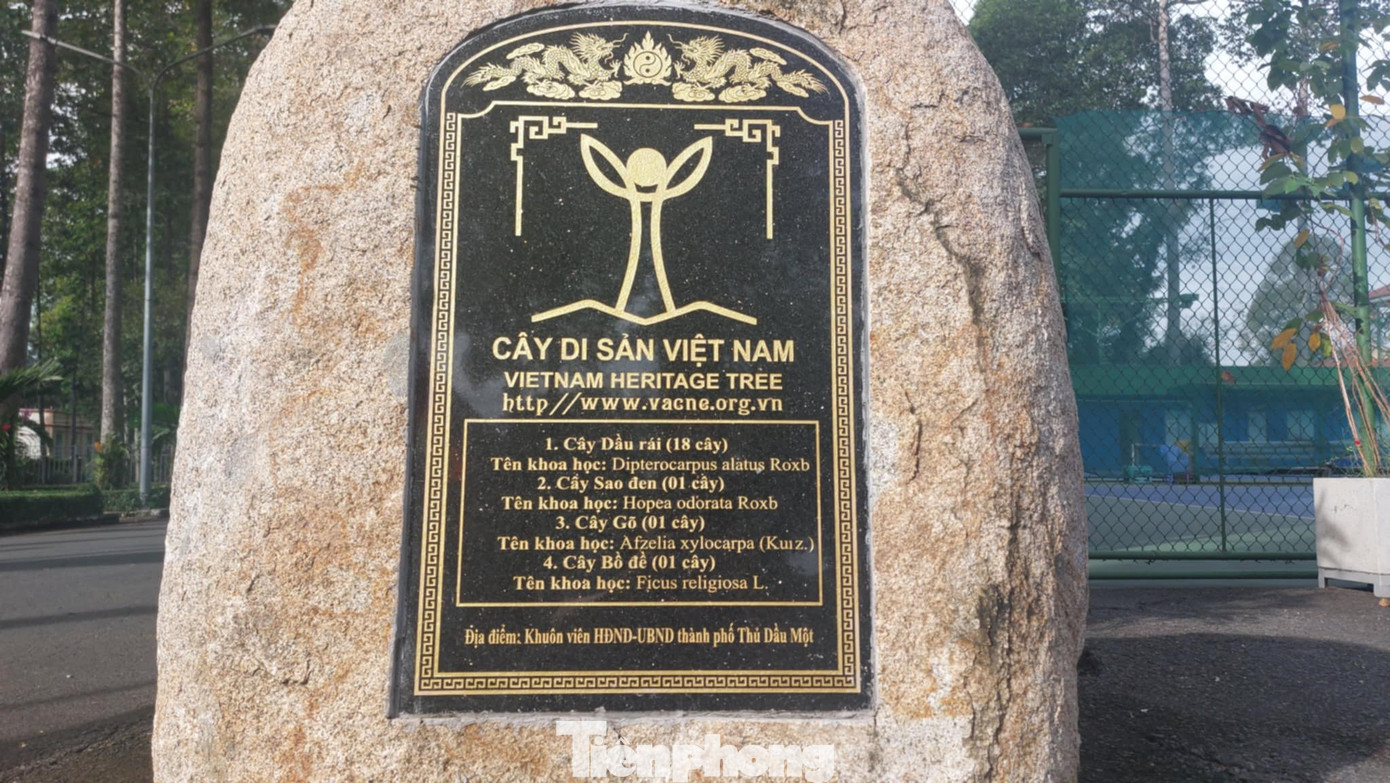 CÂY DI SẢN VIỆT NAM
VIETNAM HERITAGE TREE
http//www.vacne.org.vn
1. Cây Dầu rái (18 cây)
Tên khoa học: Dipterocarpus alatus Roxb
2. Cây Sao đen (01 cây)
Tên khoa học: Hopea odorata Roxb
3. Cây Gõ (01 cây)
Tên khoa học: Afzelia xylocarpa (Kurz.)
4. Cây Bồ đề (01 cây)
Tên khoa học: Ficus religiosa L.
Địa điểm: Khuôn viên HĐND-UBND thành phố Thủ Dầu Một
Tienphong